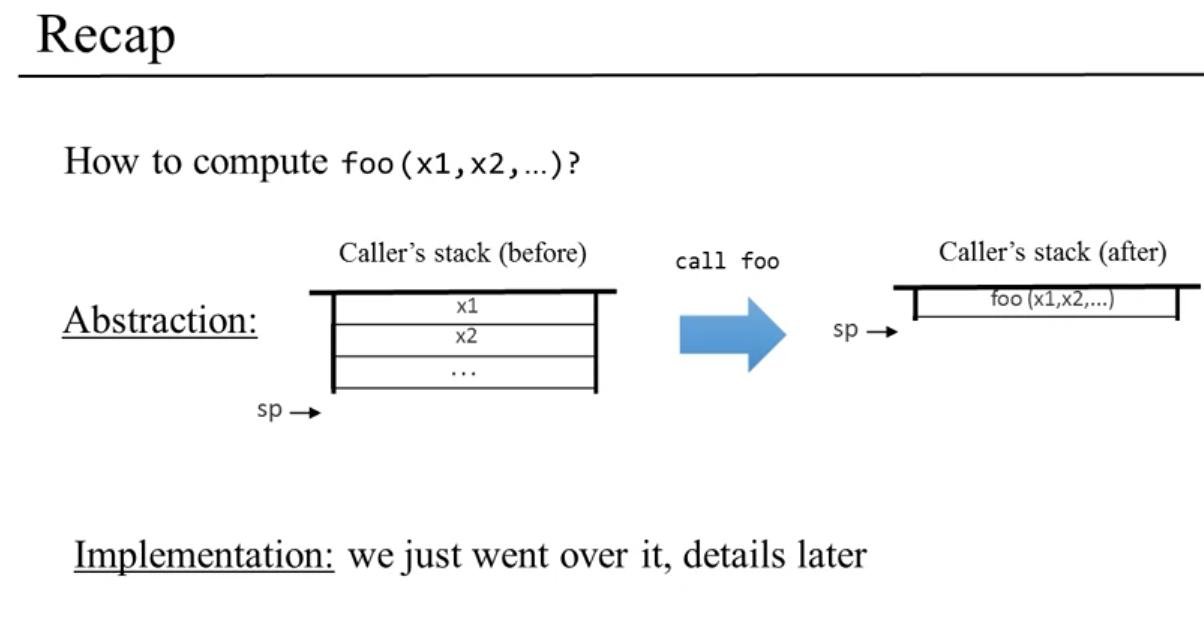 Recap
How to compute foo(x1,x2,...)?
Caller's stack (before)
call foo
Caller's stack (after)
Abstraction:
x1
x2
...
sp
foo (x1,x2,...)
sp
Implementation: we just went over it, details later